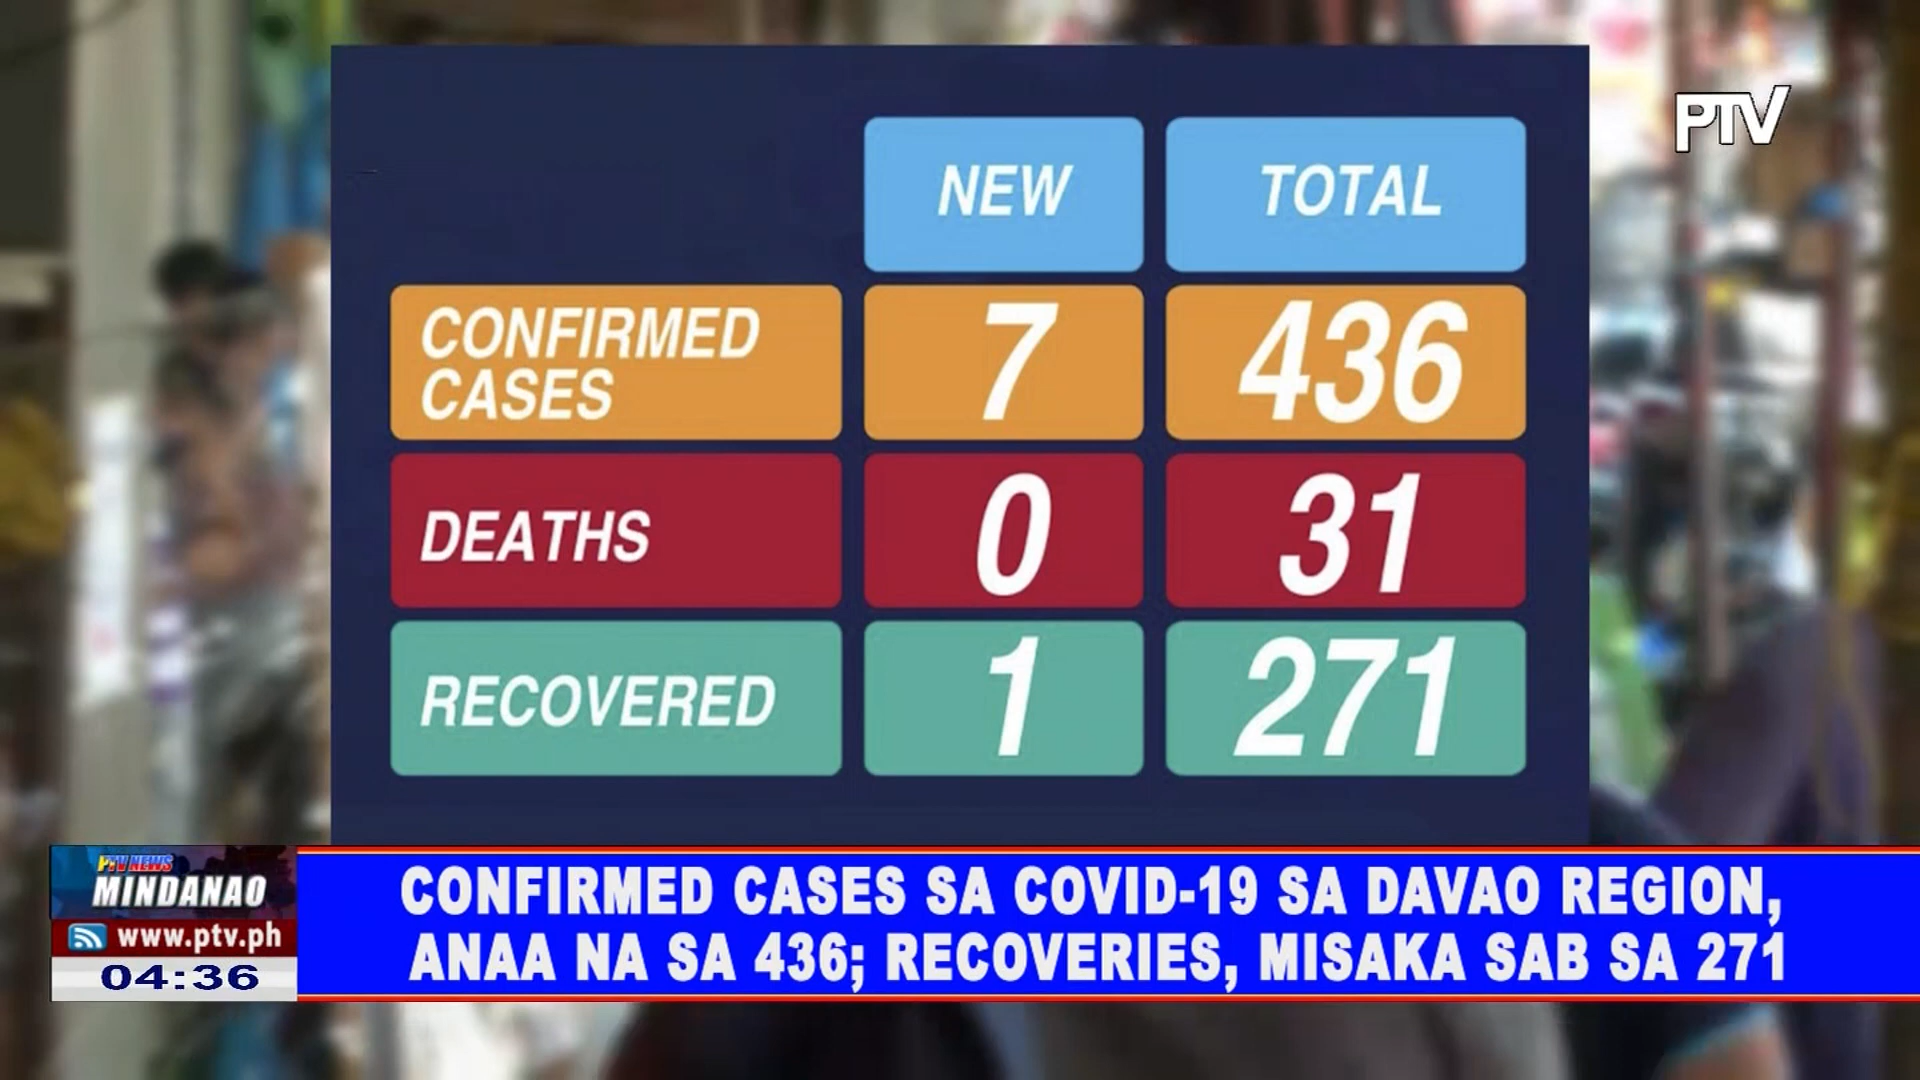 PTV
NEW TOTAL
CONFIRMED CASES 7 436
DEATHS 0 31
RECOVERED 1 271
PTV NEWS
MINDANAO
www.ptv.ph
04:36
CONFIRMED CASES SA COVID-19 SA DAVAO REGION,
ANAA NA SA 436; RECOVERIES, MISAKA SAB SA 271